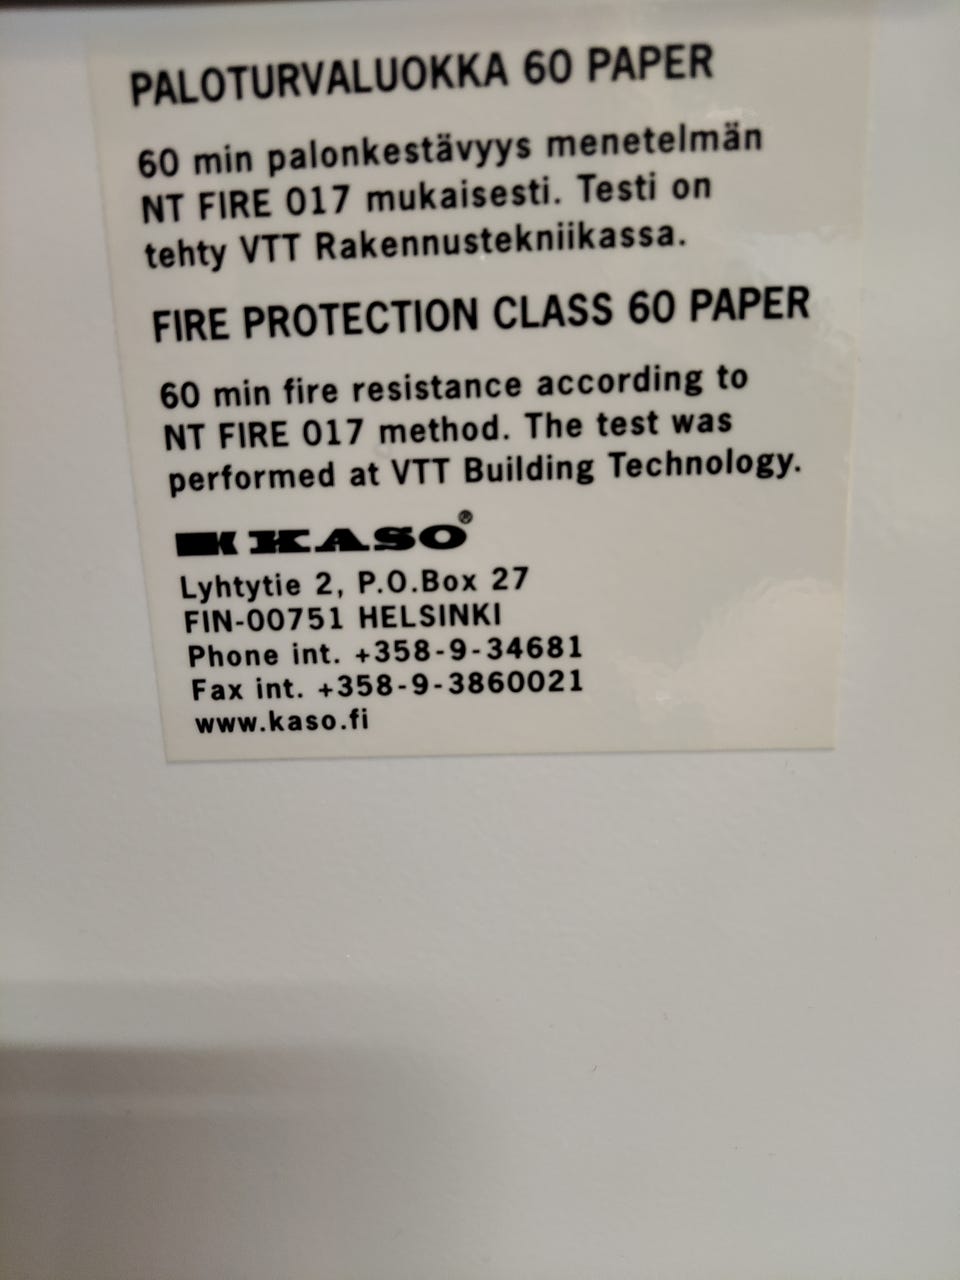 PALOTURVALUOKKA 60 PAPER
60 min palonkestävyys menetelmän
NT FIRE 017 mukaisesti. Testi on
tehty VTT Rakennustekniikassa.
FIRE PROTECTION CLASS 60 PAPER
60 min fire resistance according to
NT FIRE 017 method. The test was
performed at VTT Building Technology.
KASO®
Lyhtytie 2, P.O.Box 27
FIN-00751 HELSINKI
Phone int. +358-9-34681
Fax int. +358-9-3860021
www.kaso.fi